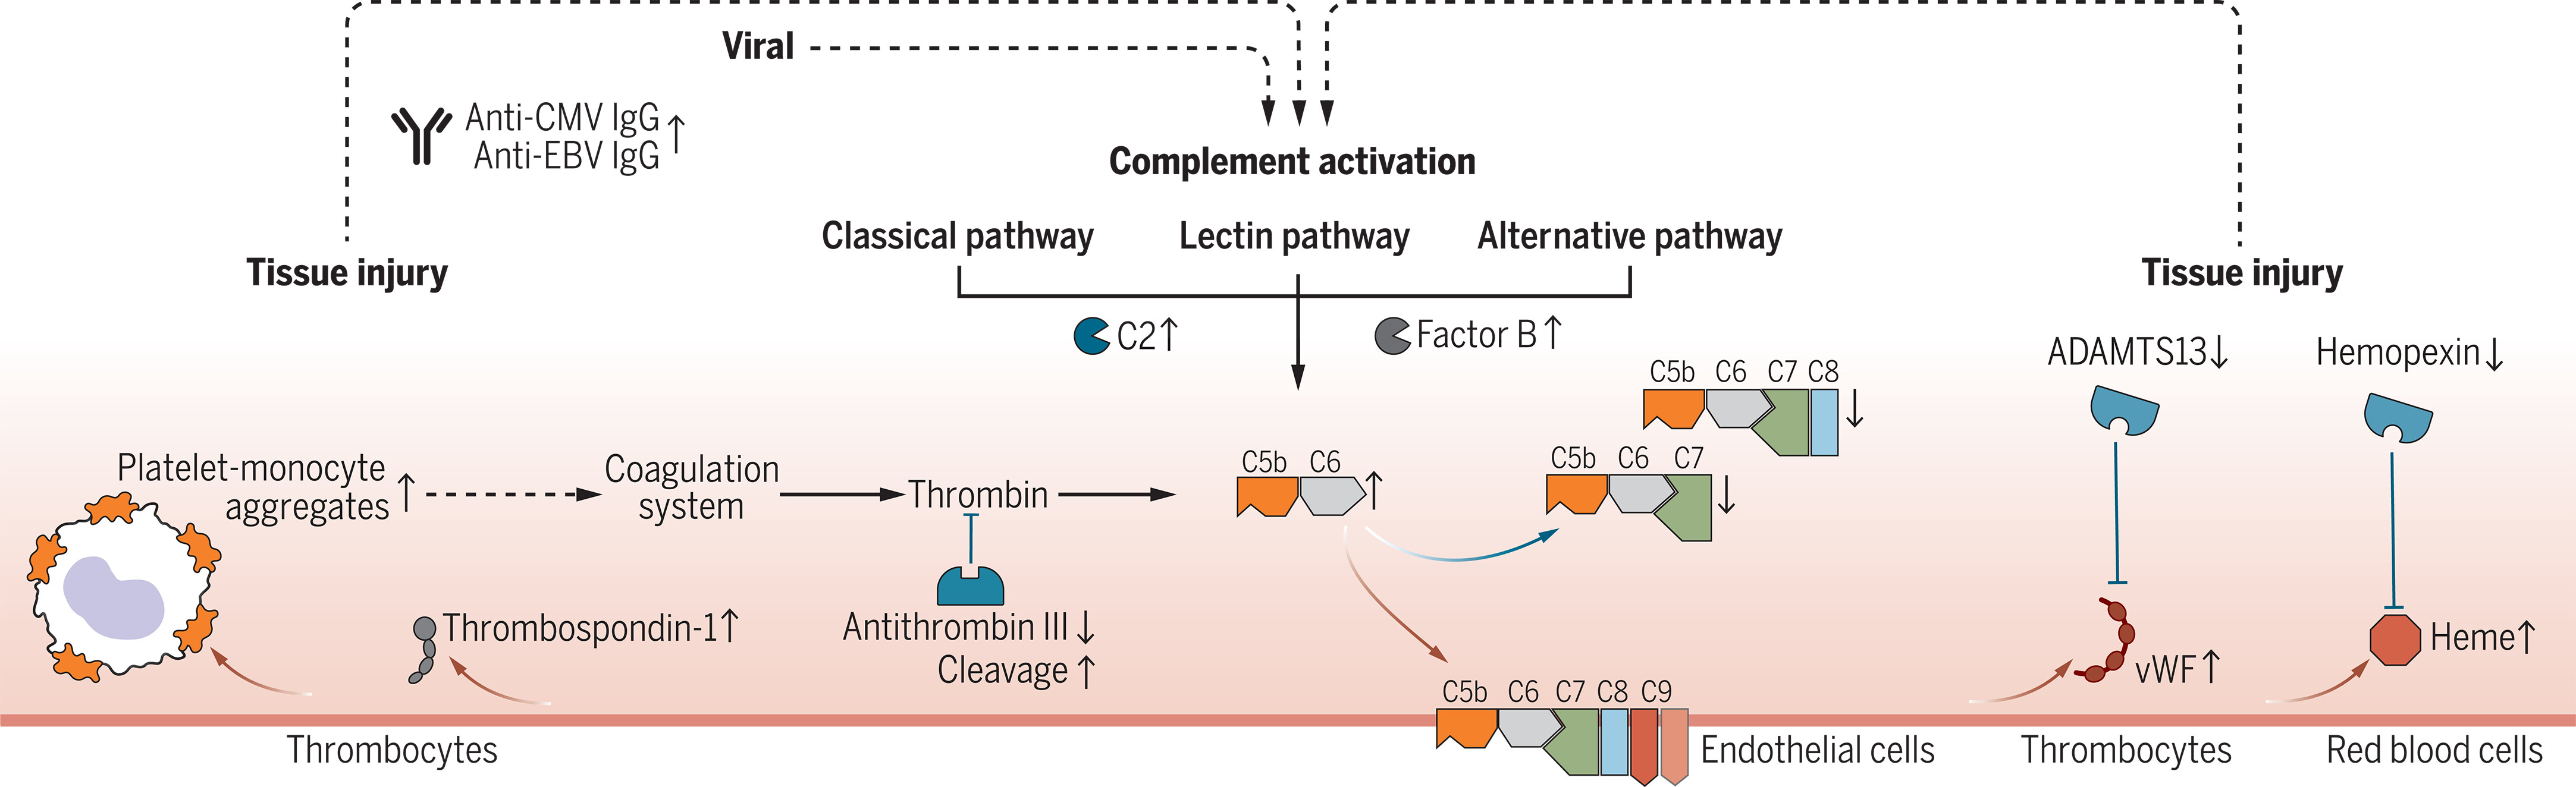 Viral
Anti-CMV IgG ↑
Anti-EBV IgG
Complement activation
Classical pathway
Lectin pathway
Alternative pathway
Tissue injury
Tissue injury
C2↑
Factor B↑
ADAMTS13↓
Hemopexin↓
C5b C6 C7 C8
↓
Platelet-monocyte
aggregates ↑
Coagulation
system
Thrombin
C5b C6
↑
C5b C6 C7
↓
Thrombospondin-1↑
Antithrombin III ↓
Cleavage ↑
vWF↑
Heme↑
C5b C6 C7 C8 C9
Thrombocytes
Endothelial cells
Thrombocytes
Red blood cells